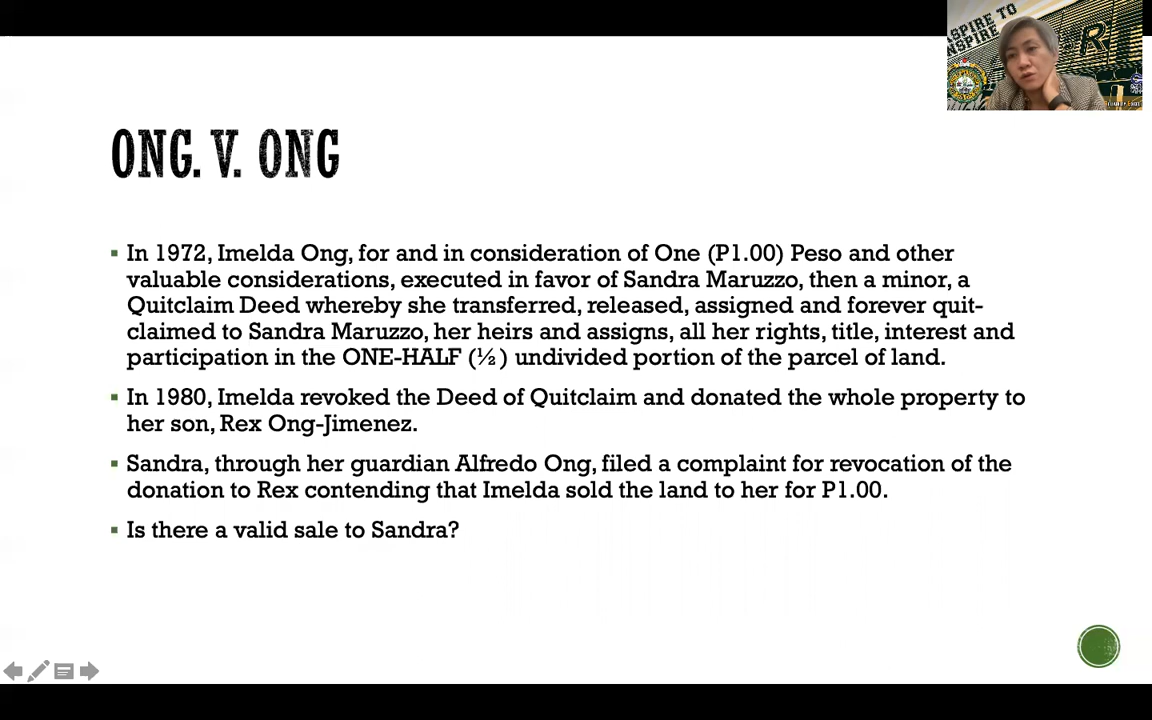 ASPIRE TO
INSPIRE
ONG. V. ONG
▪ In 1972, Imelda Ong, for and in consideration of One (P1.00) Peso and other
valuable considerations, executed in favor of Sandra Maruzzo, then a minor, a
Quitclaim Deed whereby she transferred, released, assigned and forever quit-
claimed to Sandra Maruzzo, her heirs and assigns, all her rights, title, interest and
participation in the ONE-HALF (½ ) undivided portion of the parcel of land.
▪ In 1980, Imelda revoked the Deed of Quitclaim and donated the whole property to
her son, Rex Ong-Jimenez.
▪ Sandra, through her guardian Alfredo Ong, filed a complaint for revocation of the
donation to Rex contending that Imelda sold the land to her for P1.00.
▪ Is there a valid sale to Sandra?